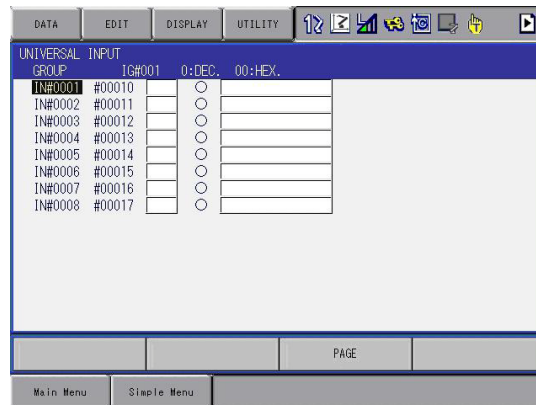 DATA EDIT DISPLAY UTILITY
UNIVERSAL INPUT
GROUP IG#001 0:DEC. 00:HEX.
IN#0001 #00010
IN#0002 #00011
IN#0003 #00012
IN#0004 #00013
IN#0005 #00014
IN#0006 #00015
IN#0007 #00016
IN#0008 #00017
PAGE
Main Menu Simple Menu